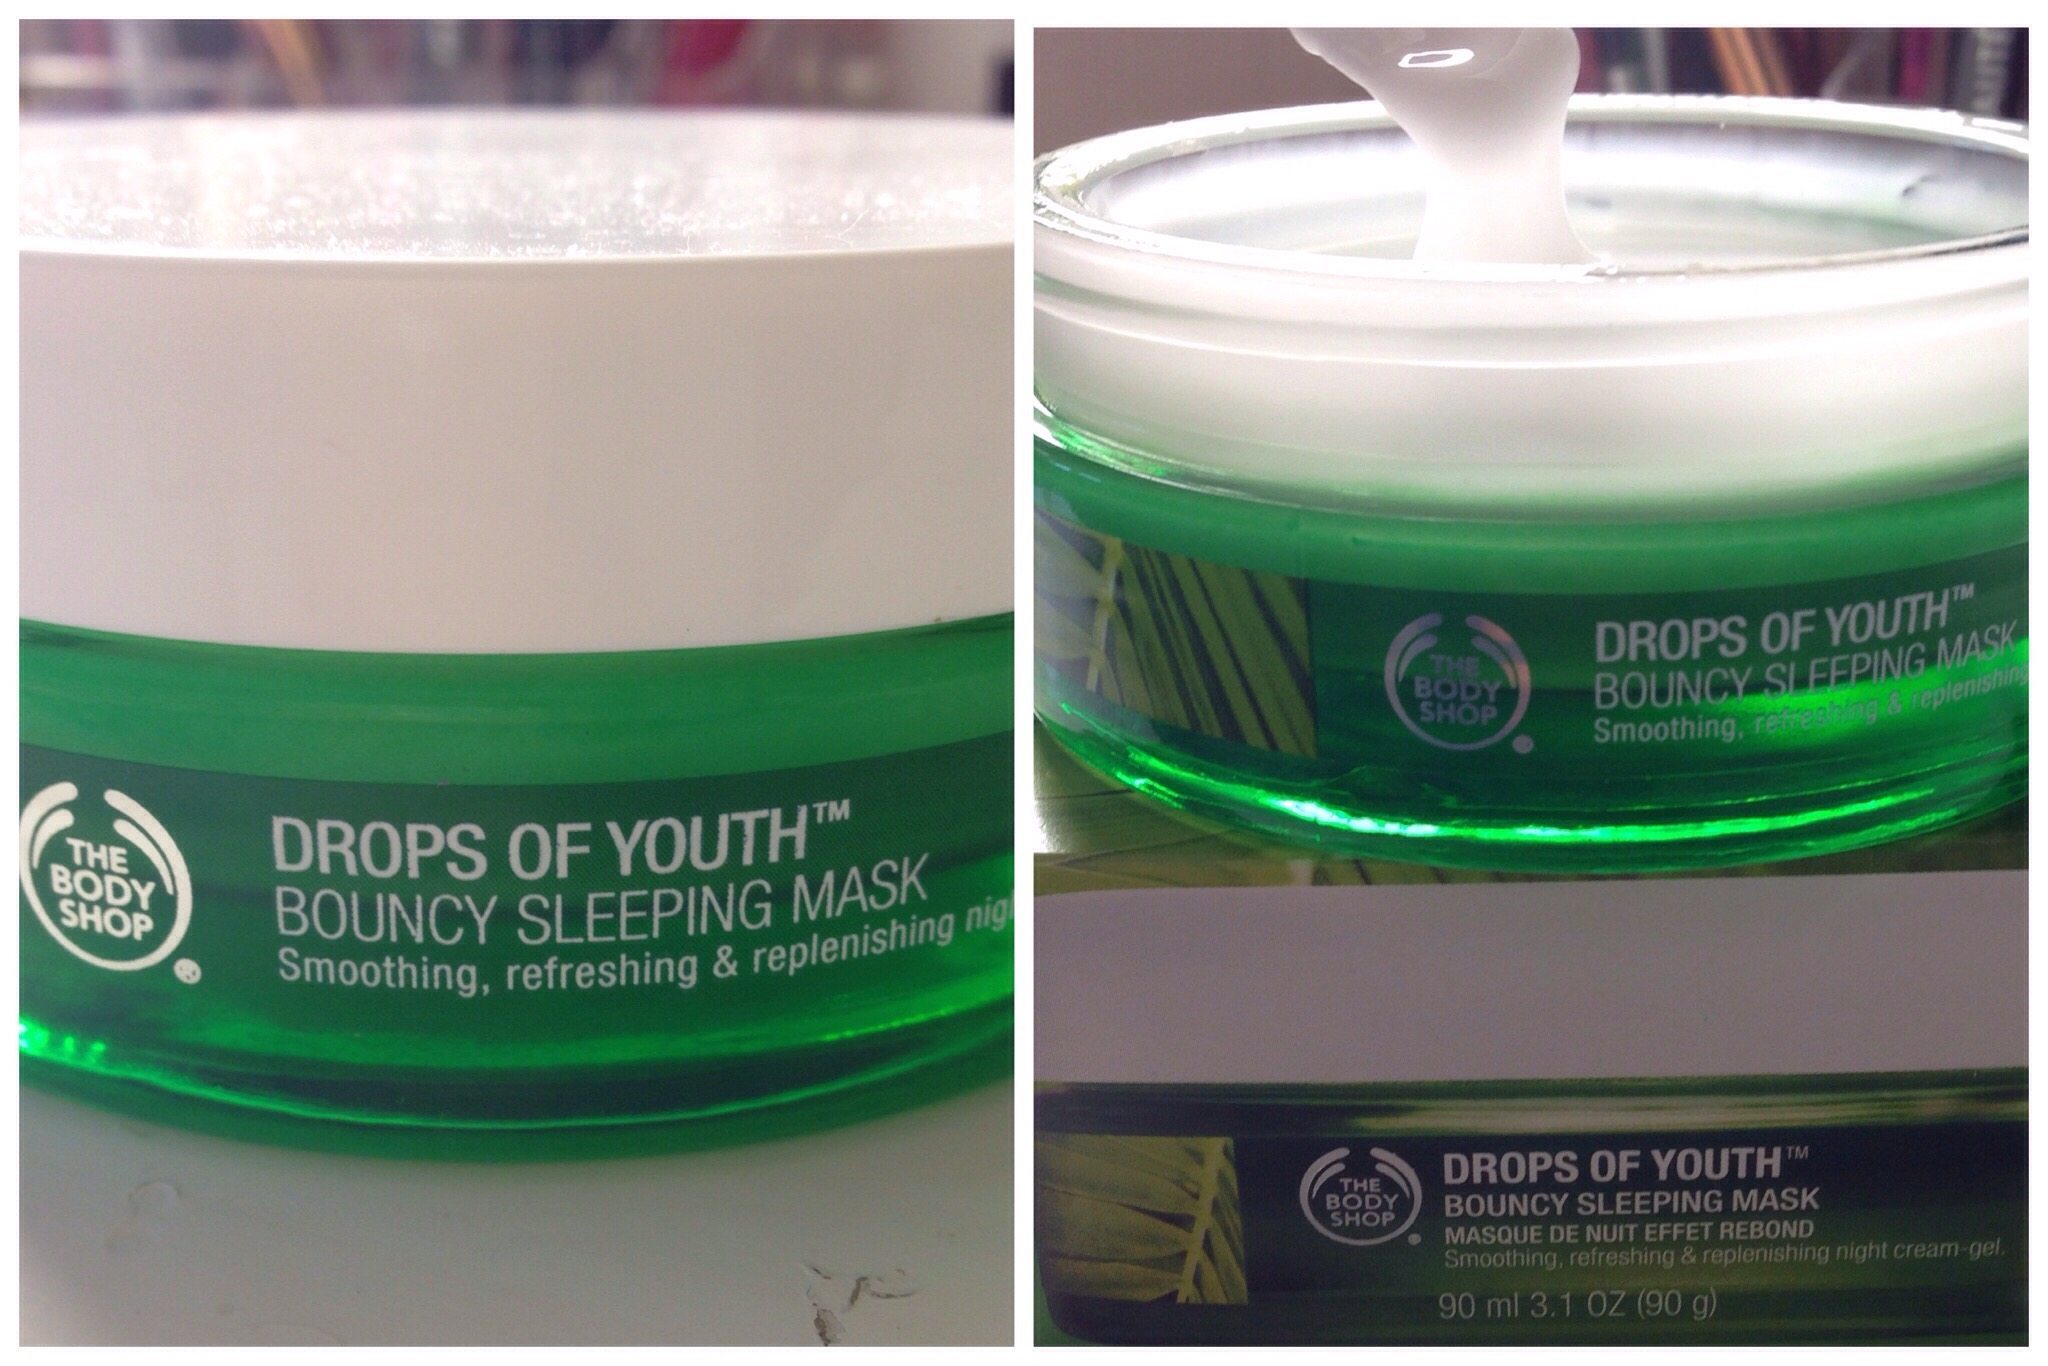 THE
BODY
SHOP
DROPS OF YOUTH™
BOUNCY SLEEPING MASK
Smoothing, refreshing & replenishing
THE
BODY
SHOP
DROPS OF YOUTH™
BOUNCY SLEEPING MASK
Smoothing, refreshing & replenishing
THE
BODY
SHOP
DROPS OF YOUTH™
BOUNCY SLEEPING MASK
MASQUE DE NUIT EFFET REBOND
Smoothing, refreshing & replenishing night cream-gel.
90 ml 3.1 OZ (90 g)